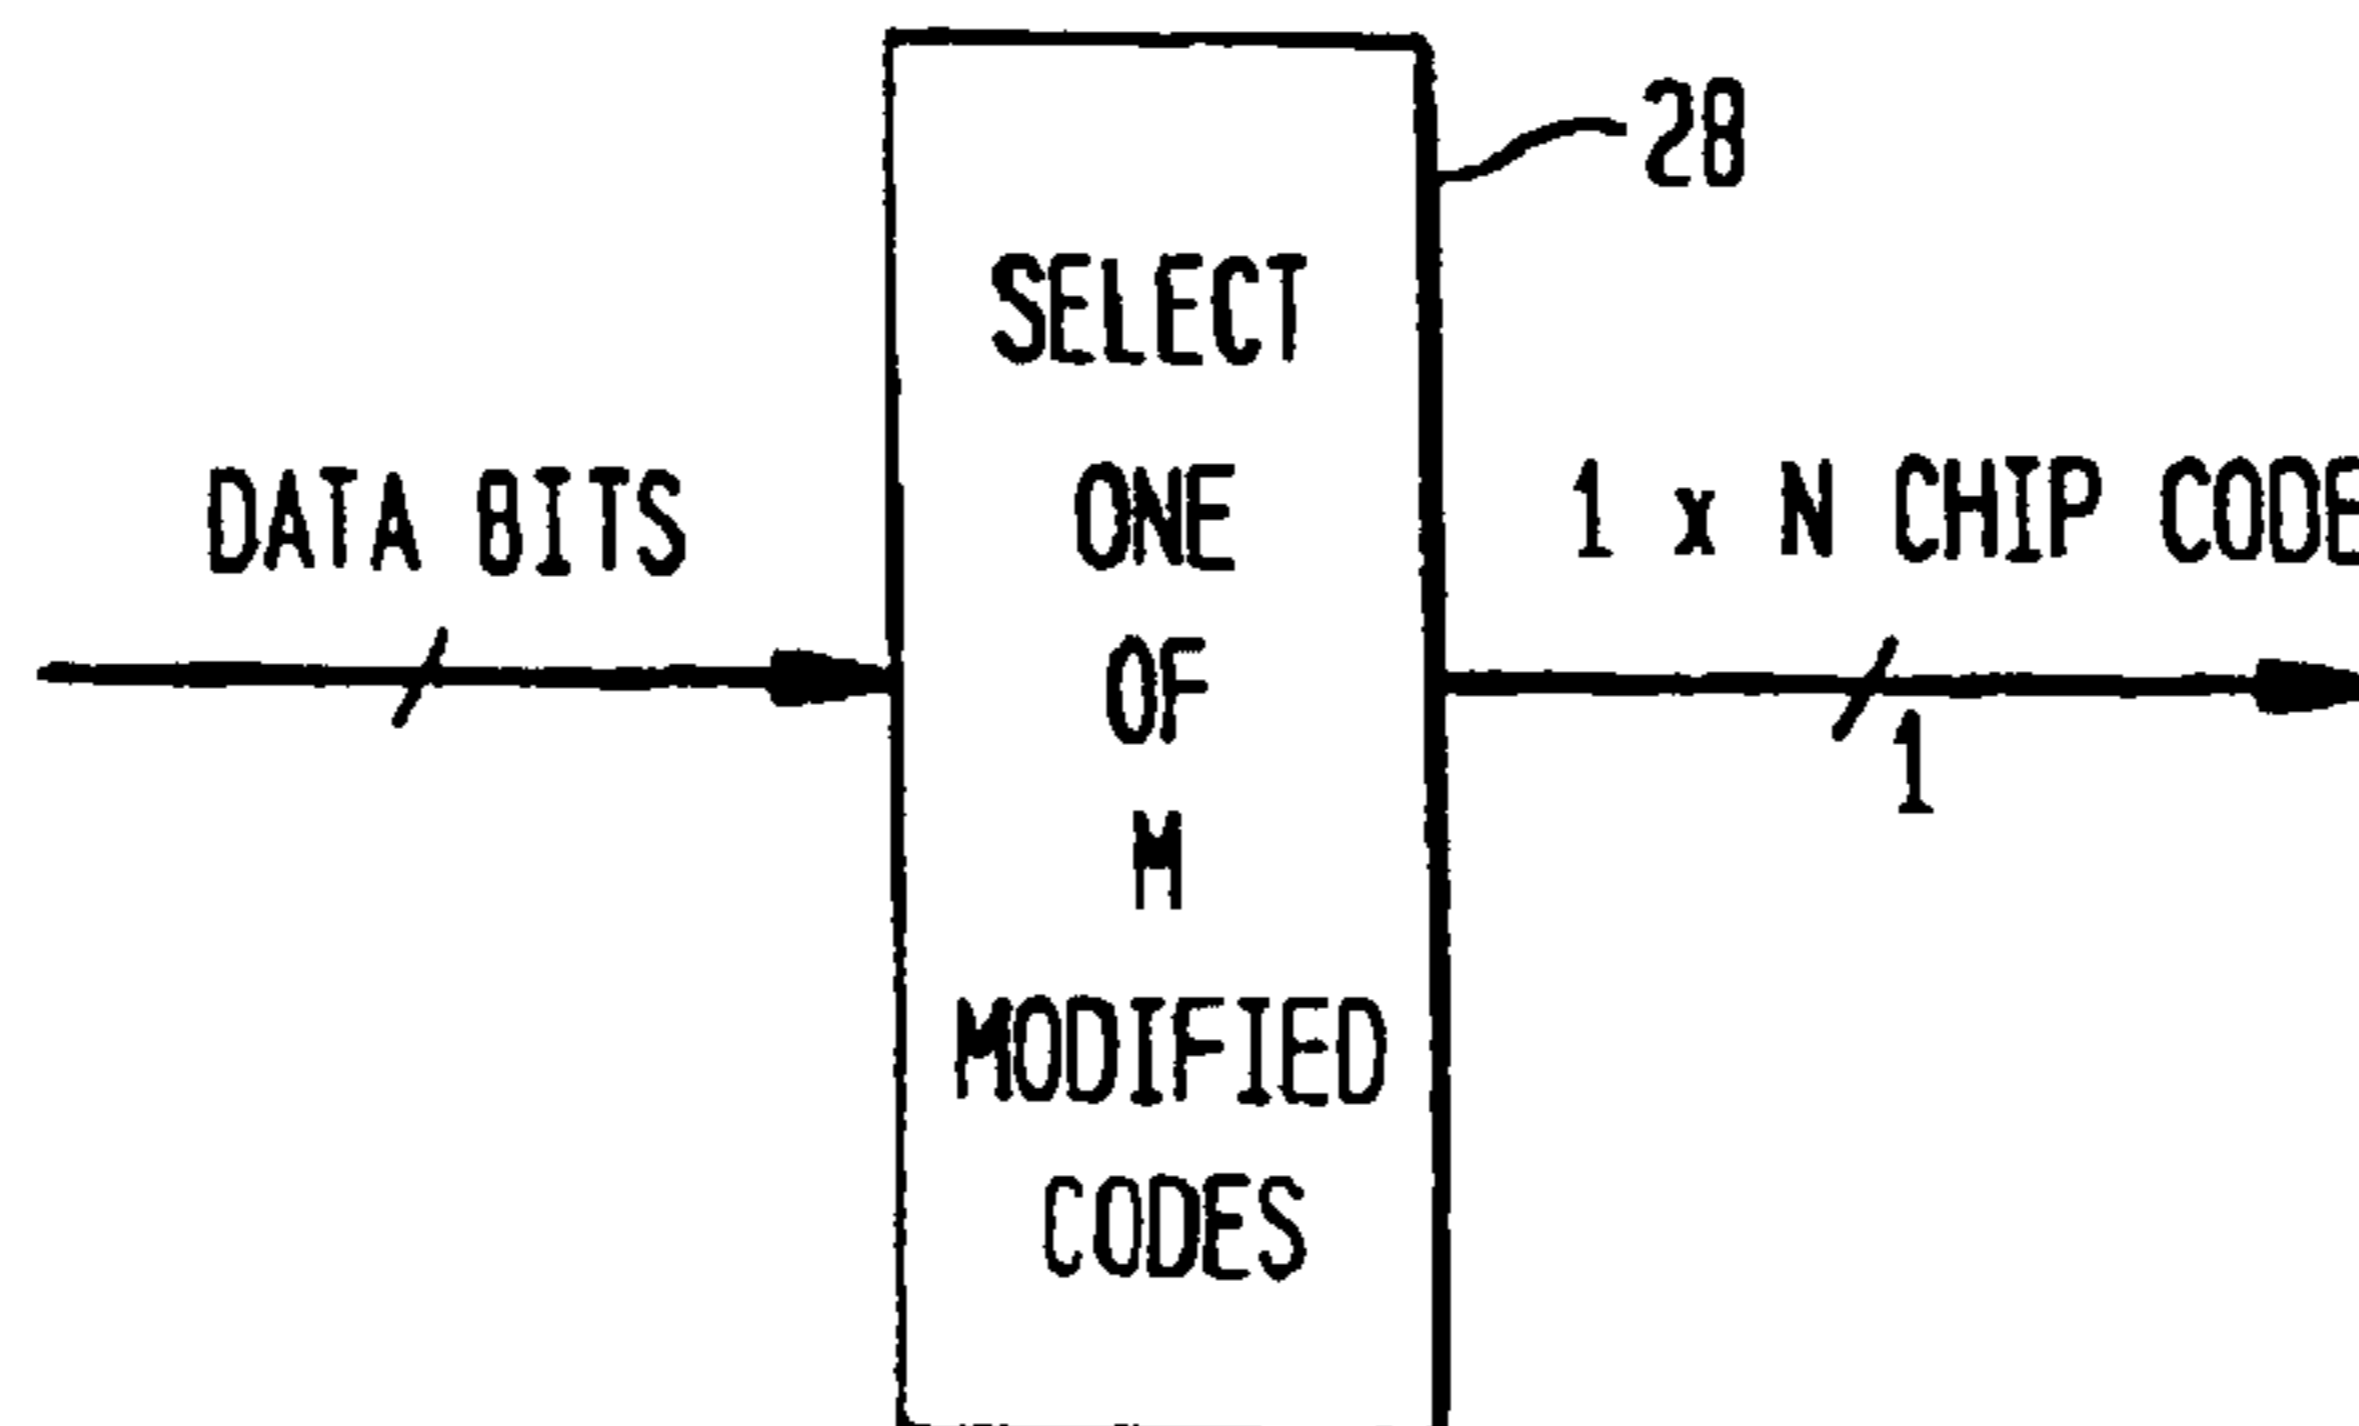 28
SELECT
ONE
OF
M
MODIFIED
CODES
DATA BITS
1 x N CHIP CODE
1